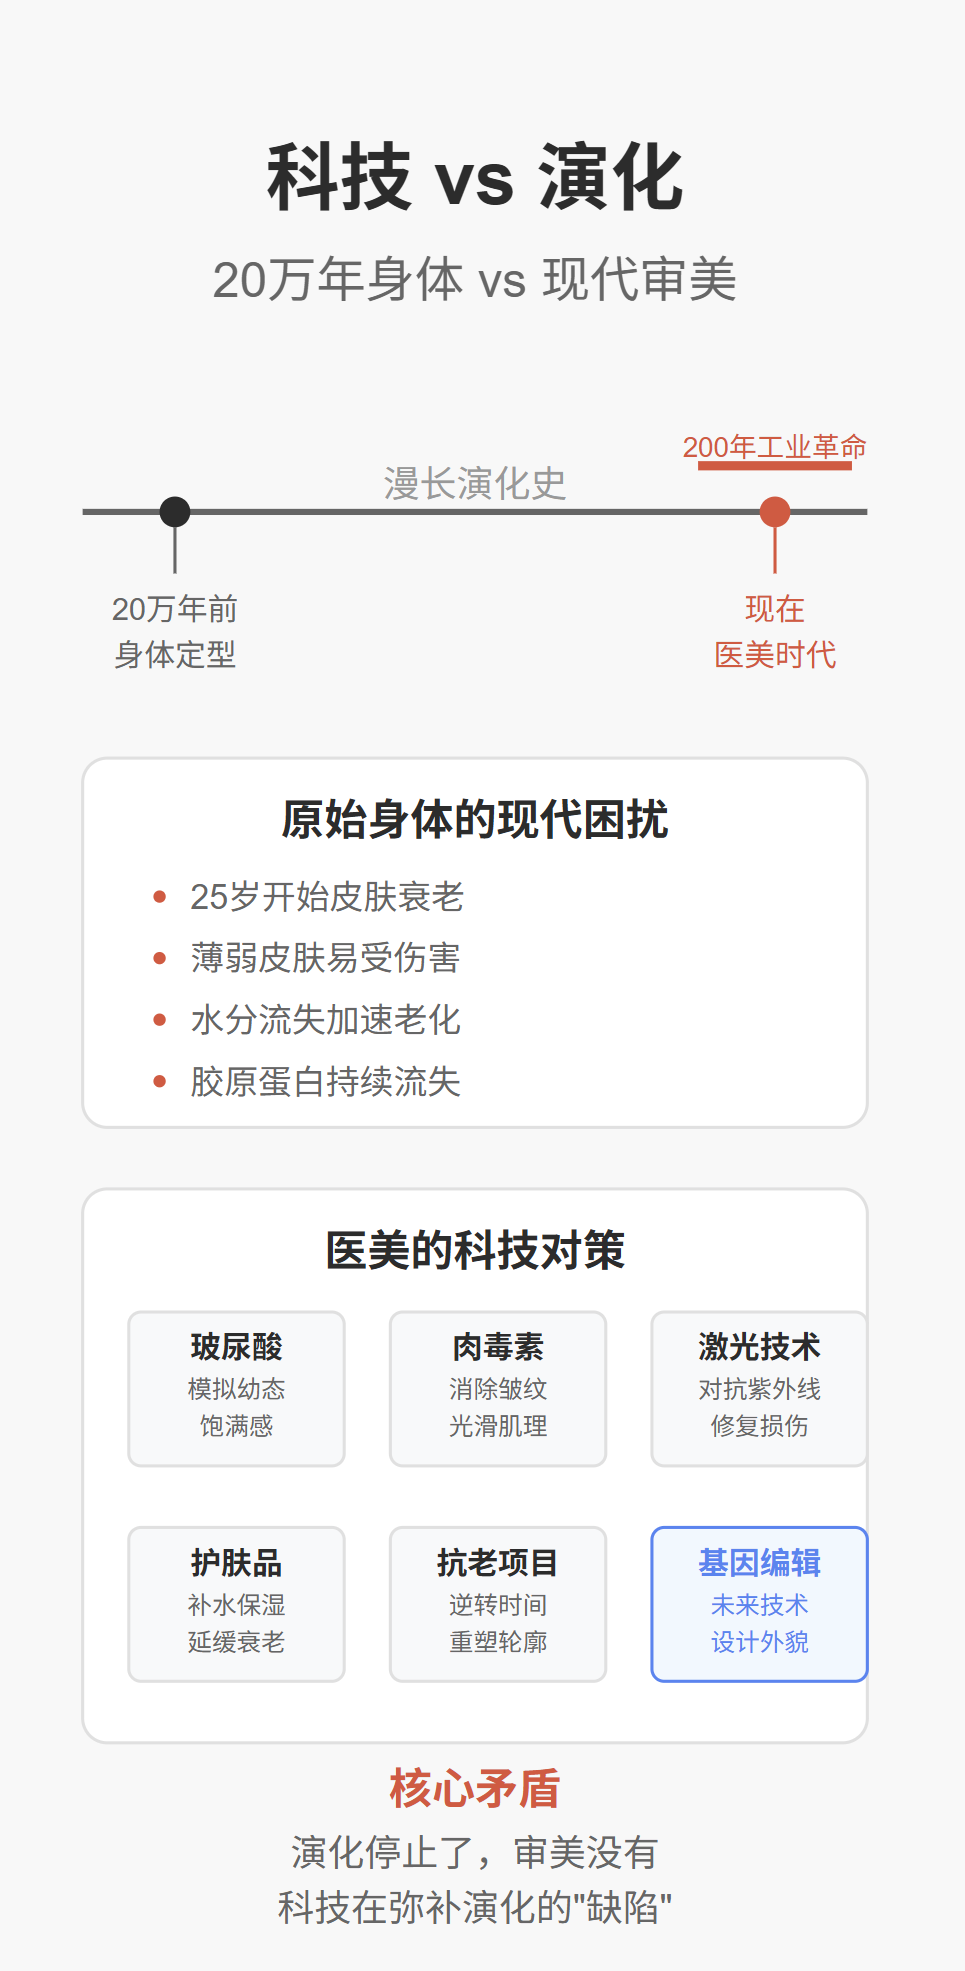 科技 vs 演化
20万年身体 vs 现代审美
200年工业革命
漫长演化史
20万年前
身体定型
现在
医美时代
原始身体的现代困扰
25岁开始皮肤衰老
薄弱皮肤易受伤害
水分流失加速老化
胶原蛋白持续流失
医美的科技对策
玻尿酸
模拟幼态
饱满感
肉毒素
消除皱纹
光滑肌理
激光技术
对抗紫外线
修复损伤
护肤品
补水保湿
延缓衰老
抗老项目
逆转时间
重塑轮廓
基因编辑
未来技术
设计外貌
核心矛盾
演化停止了，审美没有
科技在弥补演化的"缺陷"